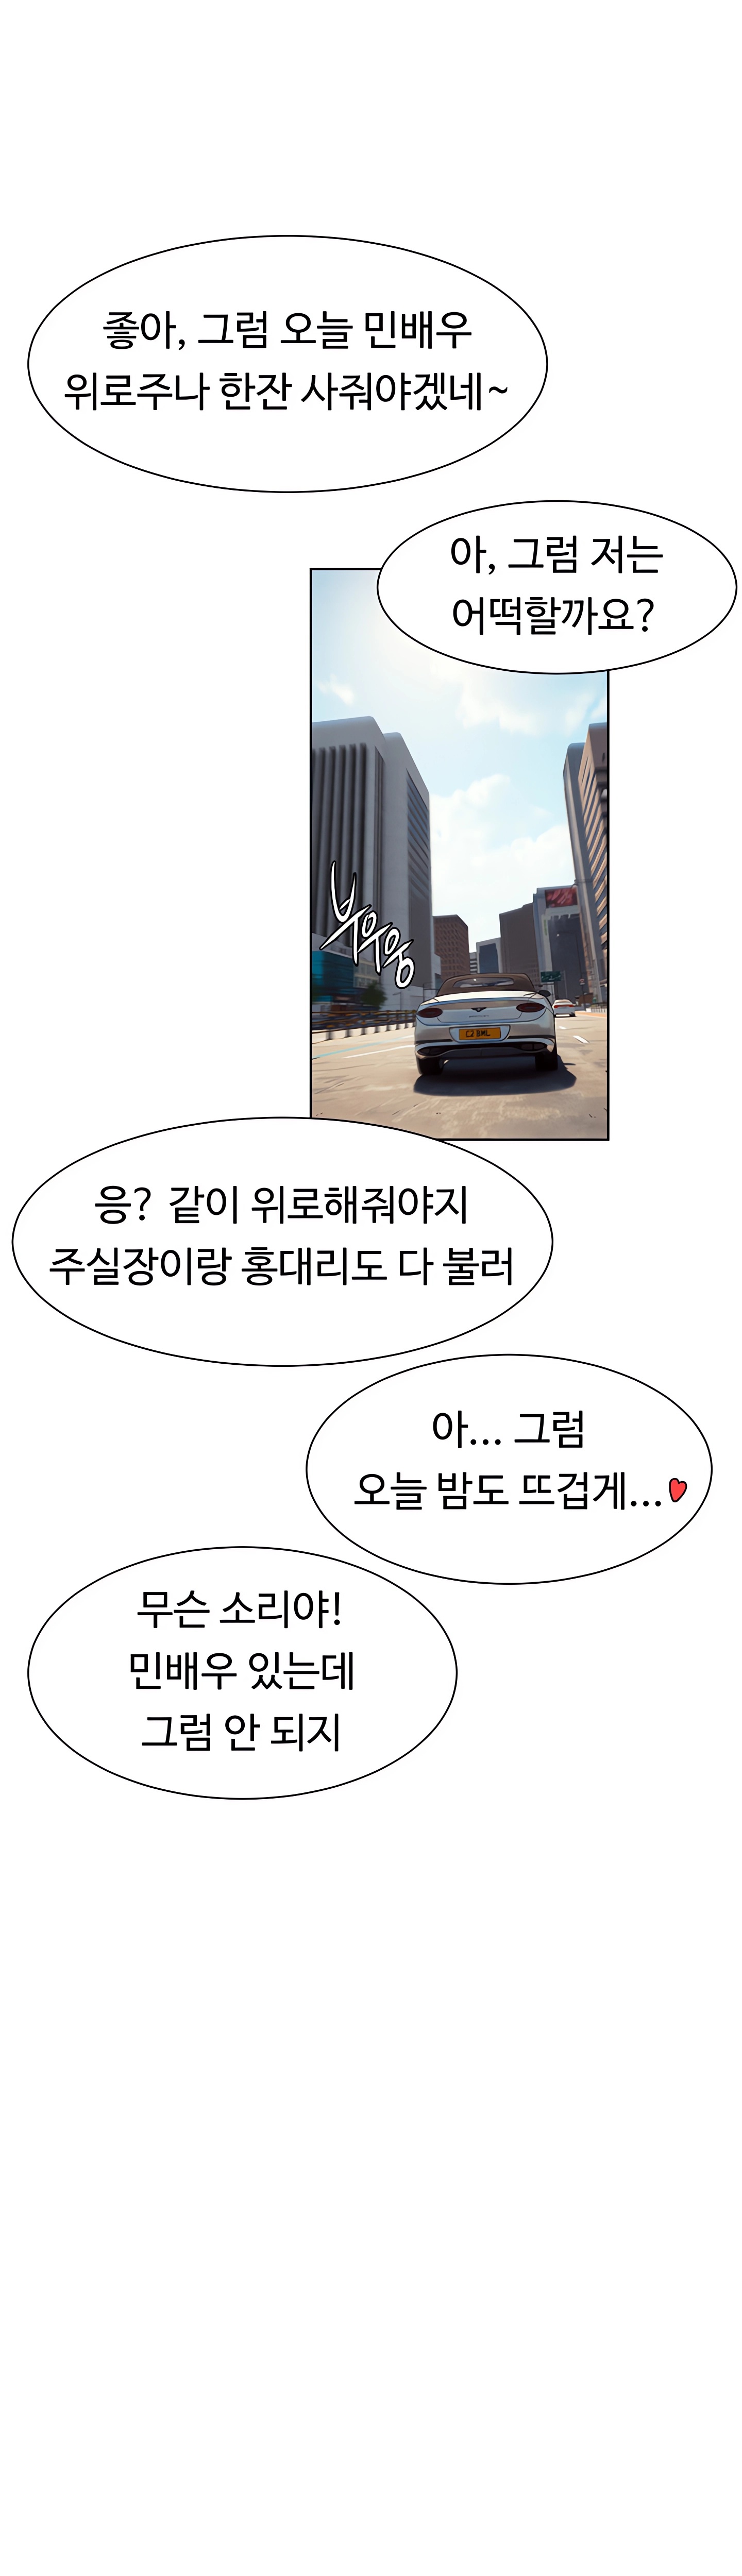 좋아, 그럼 오늘 민배우
위로주나 한잔 사줘야겠네~
아, 그럼 저는
어떡할까요?
부우웅
C2 BML
응? 같이 위로해줘야지
주실장이랑 홍대리도 다 불러
아... 그럼
오늘 밤도 뜨겁게...♥
무슨 소리야!
민배우 있는데
그럼 안 되지